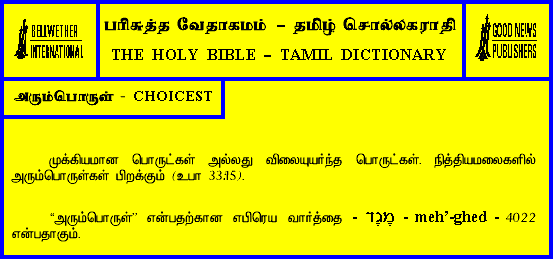 BELLWETHER
INTERNATIONAL
பரிசுத்த வேதாகமம் – தமிழ் சொல்லகராதி
THE HOLY BIBLE – TAMIL DICTIONARY
GOOD NEWS
PUBLISHERS
அரும்பொருள் - CHOICEST
முக்கியமான பொருட்கள் அல்லது விலையுயர்ந்த பொருட்கள். நித்தியமலைகளில்
அரும்பொருள்கள் பிறக்கும் (உபா 33:15).
“அரும்பொருள்” என்பதற்கான எபிரெய வார்த்தை - מֶגֶד - meh’-ghed - 4022
என்பதாகும்.